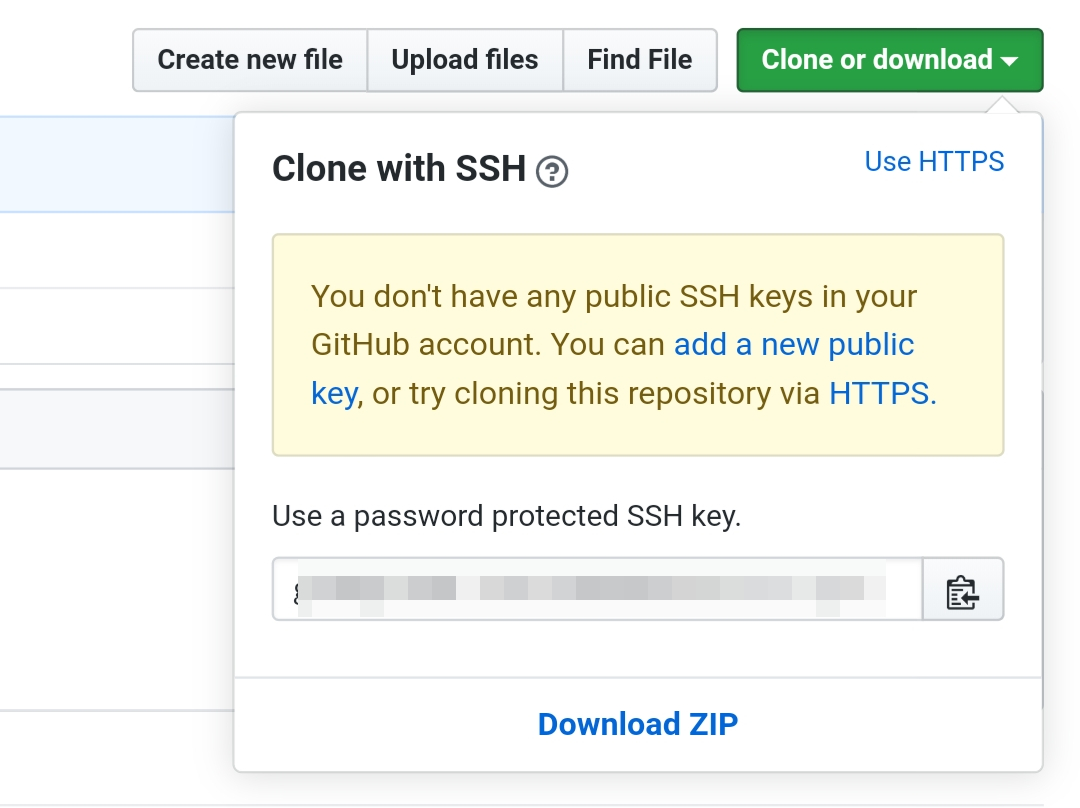 Create new file Upload files Find File Clone or download
Clone with SSH ? Use HTTPS
You don't have any public SSH keys in your
GitHub account. You can add a new public
key, or try cloning this repository via HTTPS.
Use a password protected SSH key.
Download ZIP